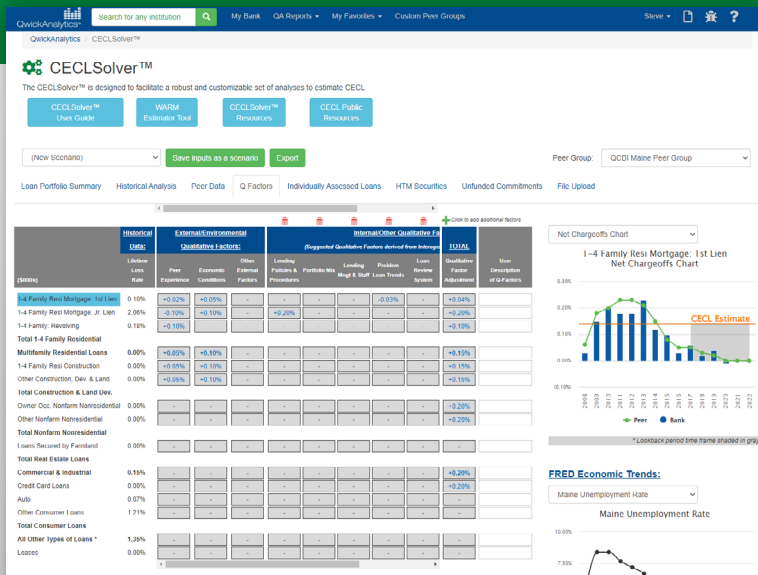 QwickAnalytics
Search for any institution
My Bank
QA Reports
My Favorites
Custom Peer Groups
Steve
?
QwickAnalytics / CECLSolver™
CECLSolver™
The CECLSolver™ is designed to facilitate a robust and customizable set of analyses to estimate CECL
CECLSolver™ User Guide
WARM Estimator Tool
CECLSolver™ Resources
CECL Public Resources
(New Scenario)
Save inputs as a scenario
Export
Peer Group:
QCBI Maine Peer Group
Loan Portfolio Summary
Historical Analysis
Peer Data
Q Factors
Individually Assessed Loans
HTM Securities
Unfunded Commitments
File Upload
Click to add additional factors
Historical Data:
External/Environmental Qualitative Factors:
Internal/Other Qualitative Fa
(Suggested Qualitative Factors derived from Interage
TOTAL
($000s)
Lifetime Loss Rate
Peer Experience
Economic Conditions
Other External Factors
Lending Policies & Procedures
Portfolio Mix
Lending Mngt & Staff
Problem Loan Trends
Loan Review System
Qualitative Factor Adjustment
User Description of Q-Factors
1-4 Family Resi Mortgage: 1st Lien 0.10% +0.02% +0.05% - - - - -0.03% - +0.04%
1-4 Family Resi Mortgage: Jr. Lien 2.06% -0.10% +0.10% - +0.20% - - - - +0.20%
1-4 Family: Revolving 0.18% +0.10% - - - - - - - +0.10%
Total 1-4 Family Residential
Multifamily Residential Loans 0.00% +0.05% +0.10% - - - - - - +0.15%
1-4 Family Resi Construction 0.00% +0.05% +0.10% - - - - - - +0.15%
Other Construction, Dev. & Land 0.00% +0.05% +0.10% - - - - - - +0.15%
Total Construction & Land Dev.
Owner Occ. Nonfarm Nonresidential 0.00% - - - - - - - - +0.20%
Other Nonfarm Nonresidential 0.00% - - - - - - - - +0.20%
Total Nonfarm Nonresidential
Loans Secured by Farmland 0.00% - - - - - - - - -
Total Real Estate Loans
Commercial & Industrial 0.15% - - - - - - - - +0.20%
Credit Card Loans 0.00% - - - - - - - - +0.20%
Auto 0.07% - - - - - - - - -
Other Consumer Loans 1.21% - - - - - - - - -
Total Consumer Loans
All Other Types of Loans * 1.35% - - - - - - - - -
Leases 0.00% - - - - - - - - -
Net Chargeoffs Chart
1-4 Family Resi Mortgage: 1st Lien
Net Chargeoffs Chart
0.30%
0.20%
0.10%
0.00%
(0.10%)
CECL Estimate
2008 2009 2010 2011 2012 2013 2014 2015 2016 2017 2018 2019 2020 2021 2022
Peer
Bank
* Lookback period time frame shaded in gray
FRED Economic Trends:
Maine Unemployment Rate
Maine Unemployment Rate
10.00%
7.50%